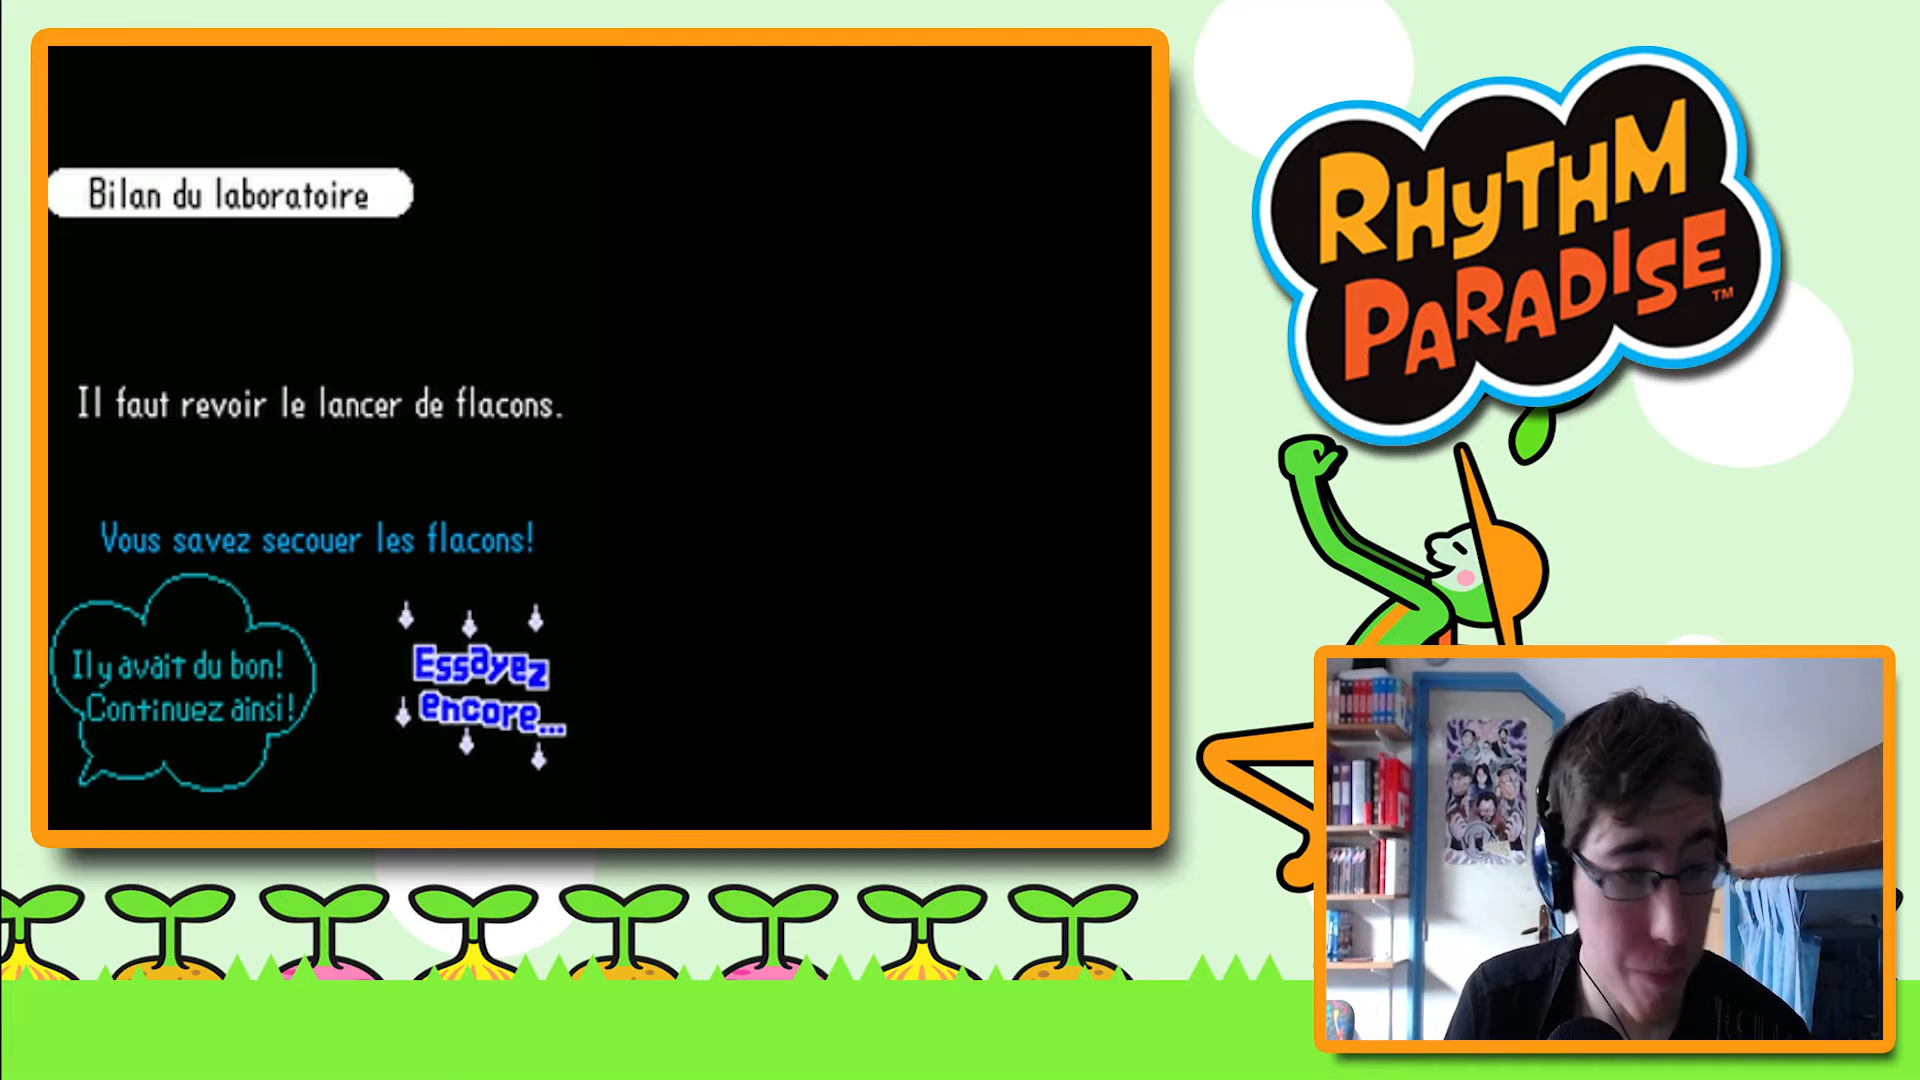 Bilan du laboratoire
Il faut revoir le lancer de flacons.
Vous savez secouer les flacons!
Il y avait du bon!
Continuez ainsi!
Essayez
encore...
RHYTHM
PARADISE™